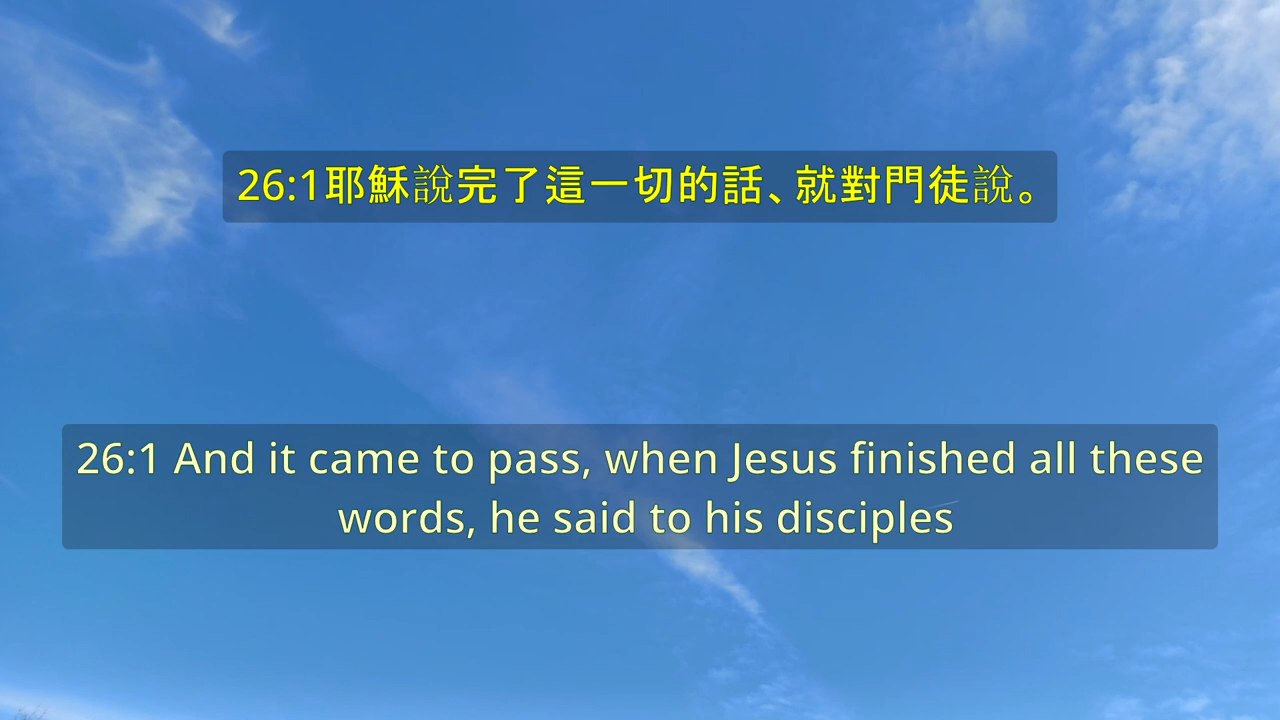 26:1耶穌說完了這一切的話、就對門徒說。
26:1 And it came to pass, when Jesus finished all these
words, he said to his disciples